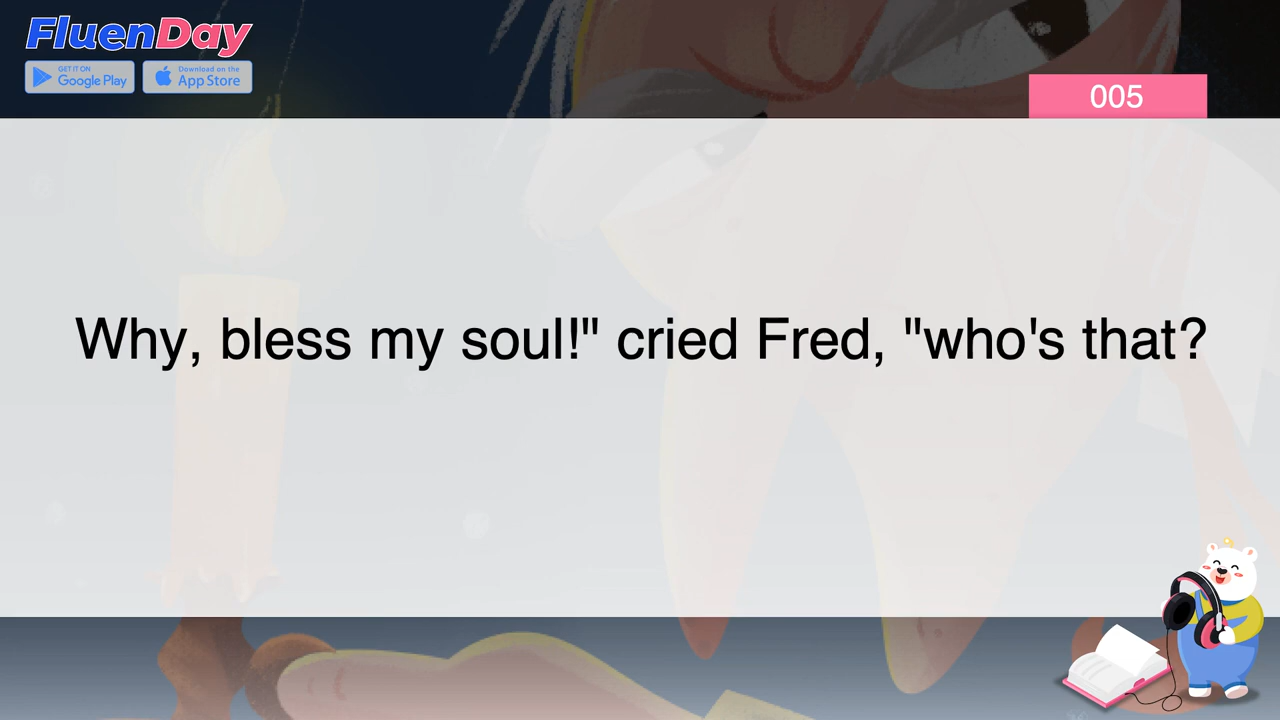 FluenDay
GET IT ON
Google Play
Download on the
App Store
005
Why, bless my soul!" cried Fred, "who's that?